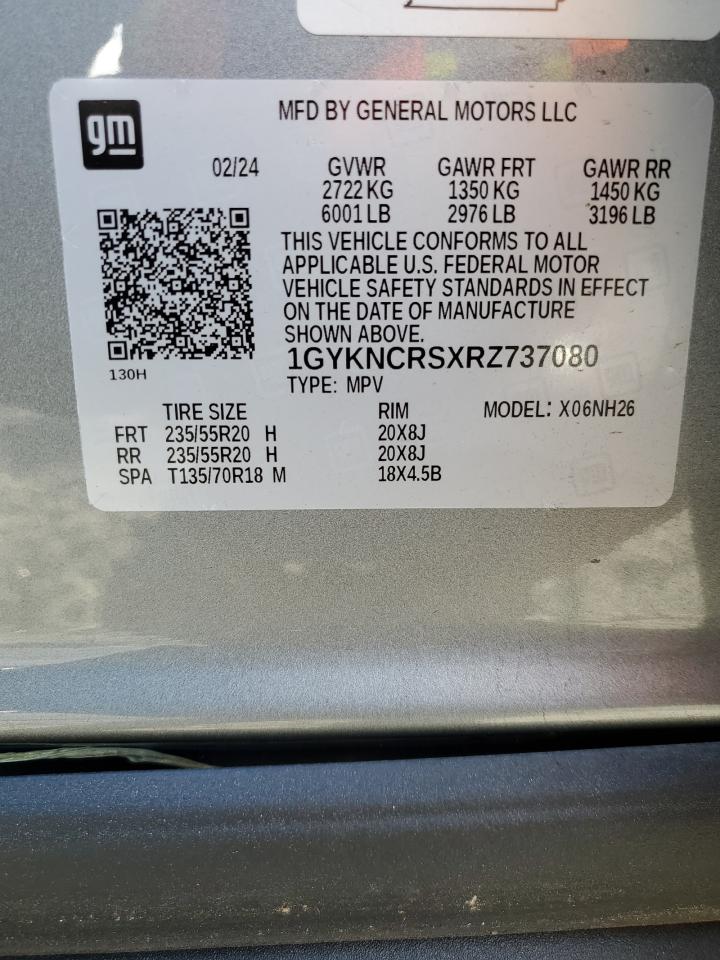 gm
MFD BY GENERAL MOTORS LLC
02/24 GVWR GAWR FRT GAWR RR
2722 KG 1350 KG 1450 KG
6001 LB 2976 LB 3196 LB
THIS VEHICLE CONFORMS TO ALL
APPLICABLE U.S. FEDERAL MOTOR
VEHICLE SAFETY STANDARDS IN EFFECT
ON THE DATE OF MANUFACTURE
SHOWN ABOVE.
1GYKNCRSXRZ737080
130H
TYPE: MPV
TIRE SIZE RIM MODEL: X06NH26
FRT 235/55R20 H 20X8J
RR 235/55R20 H 20X8J
SPA T135/70R18 M 18X4.5B